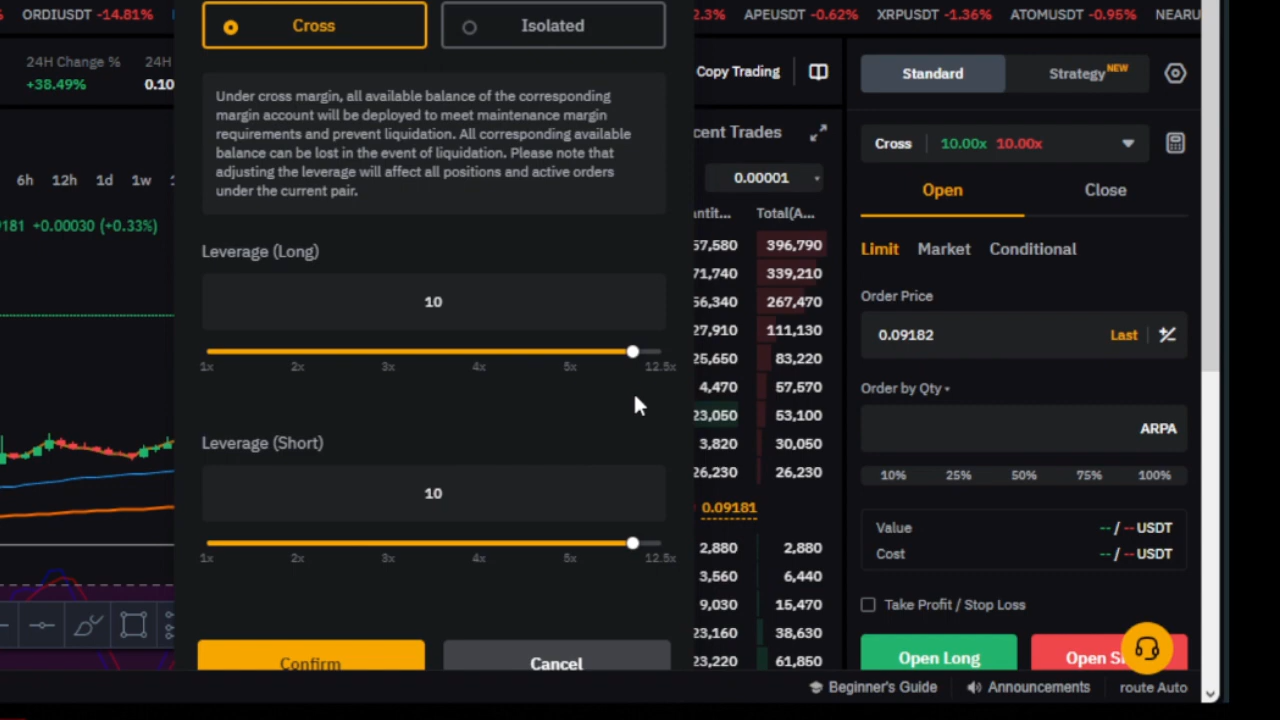 ORDIUSDT -14.81%
2.3% APEUSDT -0.62% XRPUSDT -1.36% ATOMUSDT -0.95% NEARU
24H Change % 24H
+38.49% 0.10
6h 12h 1d 1w
181 +0.00030 (+0.33%)
Cross Isolated
Under cross margin, all available balance of the corresponding
margin account will be deployed to meet maintenance margin
requirements and prevent liquidation. All corresponding available
balance can be lost in the event of liquidation. Please note that
adjusting the leverage will affect all positions and active orders
under the current pair.
Leverage (Long)
10
1x 2x 3x 4x 5x 12.5x
Leverage (Short)
10
1x 2x 3x 4x 5x 12.5x
Confirm Cancel
Copy Trading
cent Trades
0.00001
ntit... Total(A...
57,580 396,790
71,740 339,210
56,340 267,470
27,910 111,130
25,650 83,220
4,470 57,570
23,050 53,100
3,820 30,050
26,230 26,230
0.09181
2,880 2,880
3,560 6,440
9,030 15,470
23,160 38,630
23,220 61,850
Standard Strategy NEW
Cross 10.00x 10.00x
Open Close
Limit Market Conditional
Order Price
0.09182 Last
Order by Qty
ARPA
10% 25% 50% 75% 100%
Value --/--USDT
Cost --/--USDT
Take Profit / Stop Loss
Open Long Open S
Beginner's Guide Announcements route Auto